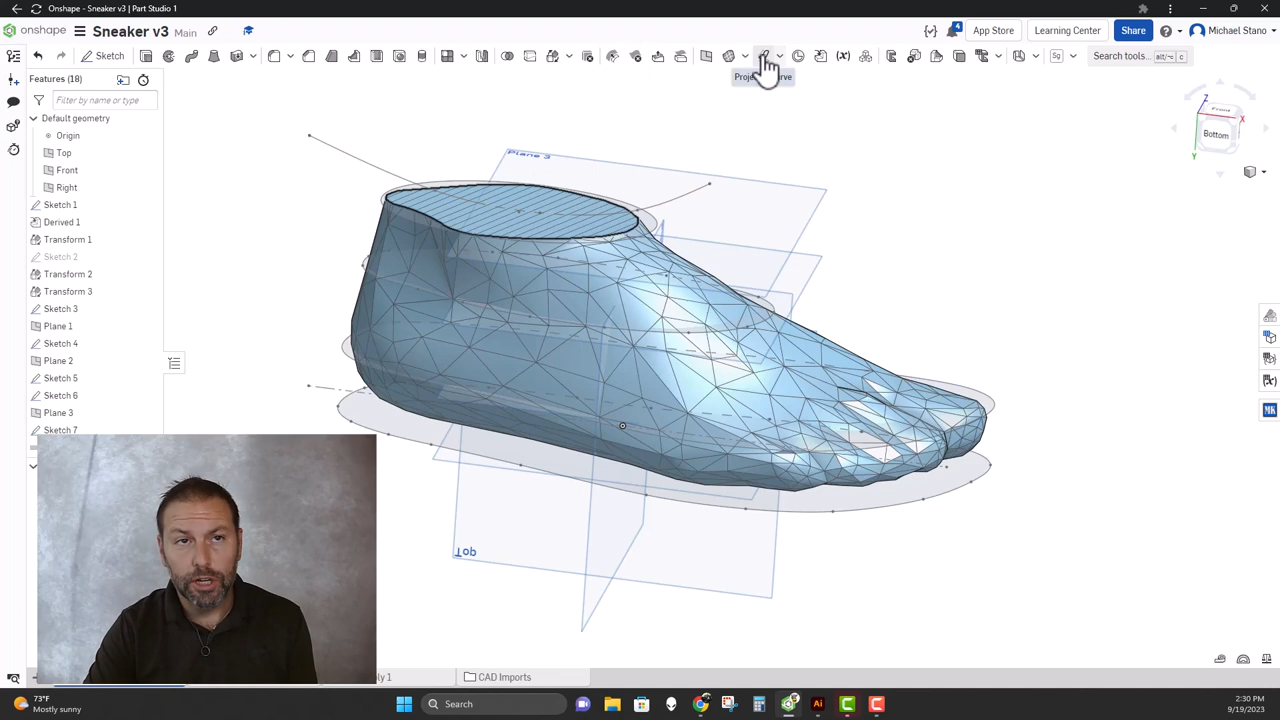 Onshape - Sneaker v3 | Part Studio 1
onshape
Sneaker v3
Main
4
App Store
Learning Center
Share
Michael Stano
Sketch
Search tools...
alt/⌥
c
Features (18)
Filter by name or type
Default geometry
Origin
Top
Front
Right
Sketch 1
Derived 1
Transform 1
Sketch 2
Transform 2
Transform 3
Sketch 3
Plane 1
Sketch 4
Plane 2
Sketch 5
Sketch 6
Plane 3
Sketch 7
Plane 3
Top
Z
Front
X
Bottom
Y
CAD Imports
73°F
Mostly sunny
Search
2:30 PM
9/19/2023